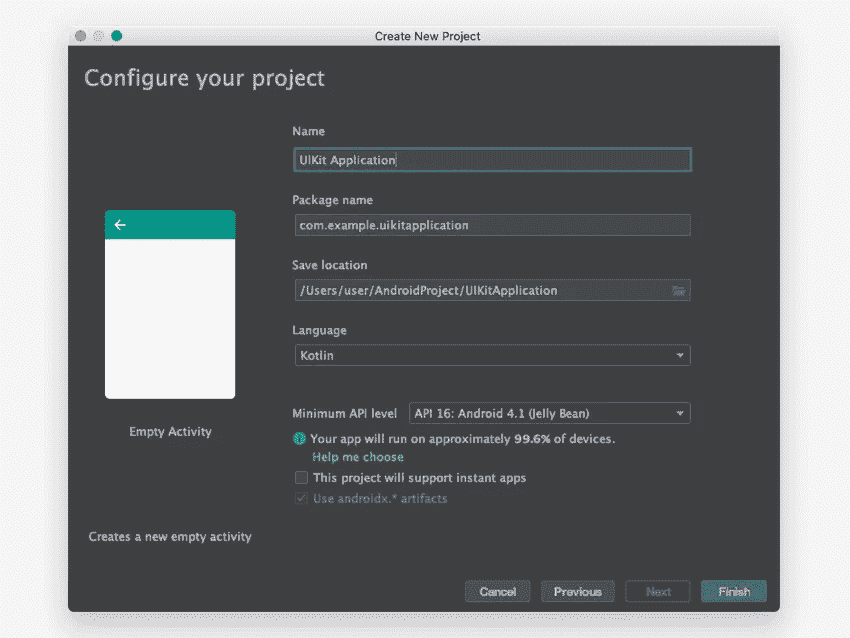 Create New Project
Configure your project
Name
UIKit Application
Package name
com.example.uikitapplication
Save location
/Users/user/AndroidProject/UIKitApplication
Language
Kotlin
Empty Activity
Minimum API level API 16: Android 4.1 (Jelly Bean)
Your app will run on approximately 99.6% of devices.
Help me choose
This project will support instant apps
Use androidx.* artifacts
Creates a new empty activity
Cancel Previous Next Finish